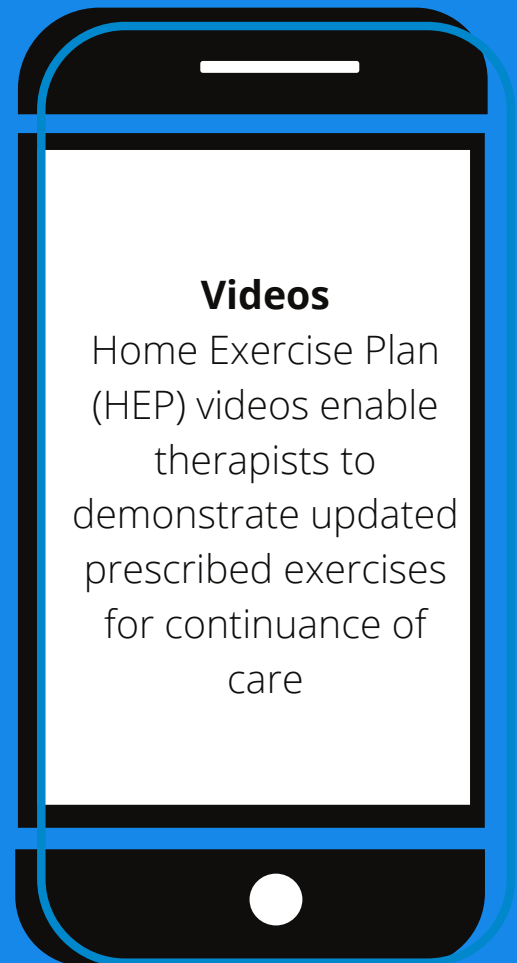 Videos
Home Exercise Plan
(HEP) videos enable
therapists to
demonstrate updated
prescribed exercises
for continuance of
care